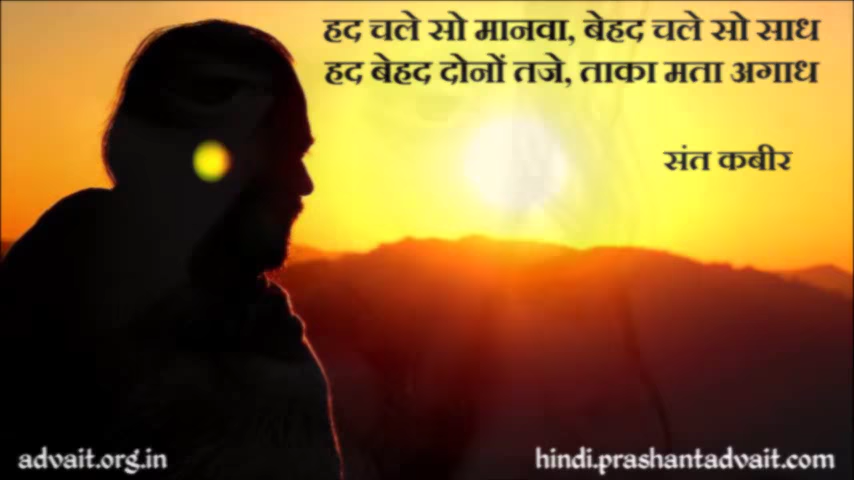 हद चले सो मानवा, बेहद चले सो साध
हद बेहद दोनों तजे, ताका मता अगाध
संत कबीर
advait.org.in
hindi.prashantadvait.com